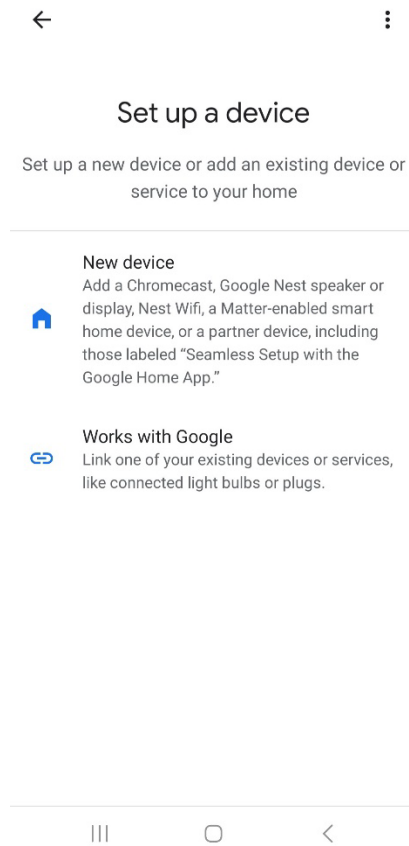 Set up a device
Set up a new device or add an existing device or
service to your home
New device
Add a Chromecast, Google Nest speaker or
display, Nest Wifi, a Matter-enabled smart
home device, or a partner device, including
those labeled “Seamless Setup with the
Google Home App.”
Works with Google
Link one of your existing devices or services,
like connected light bulbs or plugs.